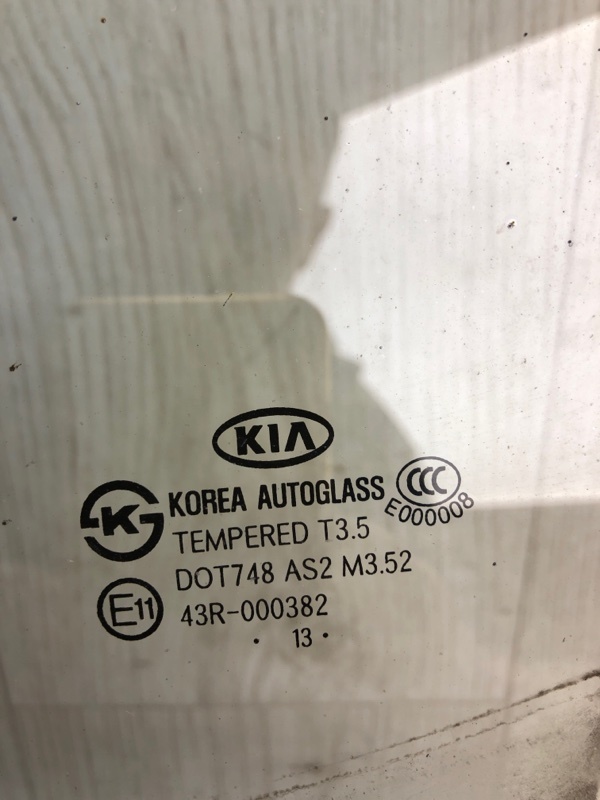 KIA
KOREA AUTOGLASS
CCC
E000008
K
TEMPERED T3.5
DOT748 AS2 M3.52
E11
43R-000382
· 13 ·